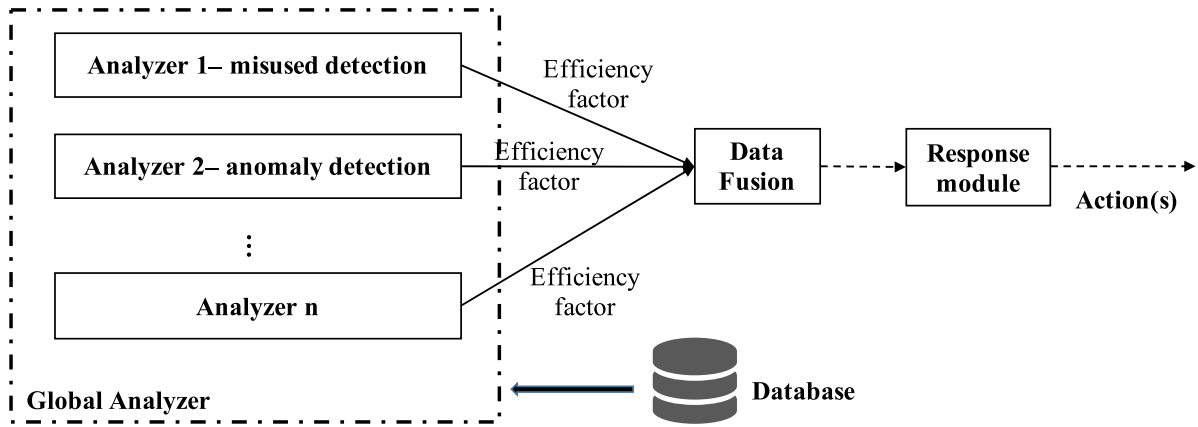 Analyzer 1– misused detection
Efficiency
factor
Analyzer 2– anomaly detection
Efficiency
factor
Data
Fusion
Response
module
Action(s)
⋮
Analyzer n
Efficiency
factor
Global Analyzer
Database